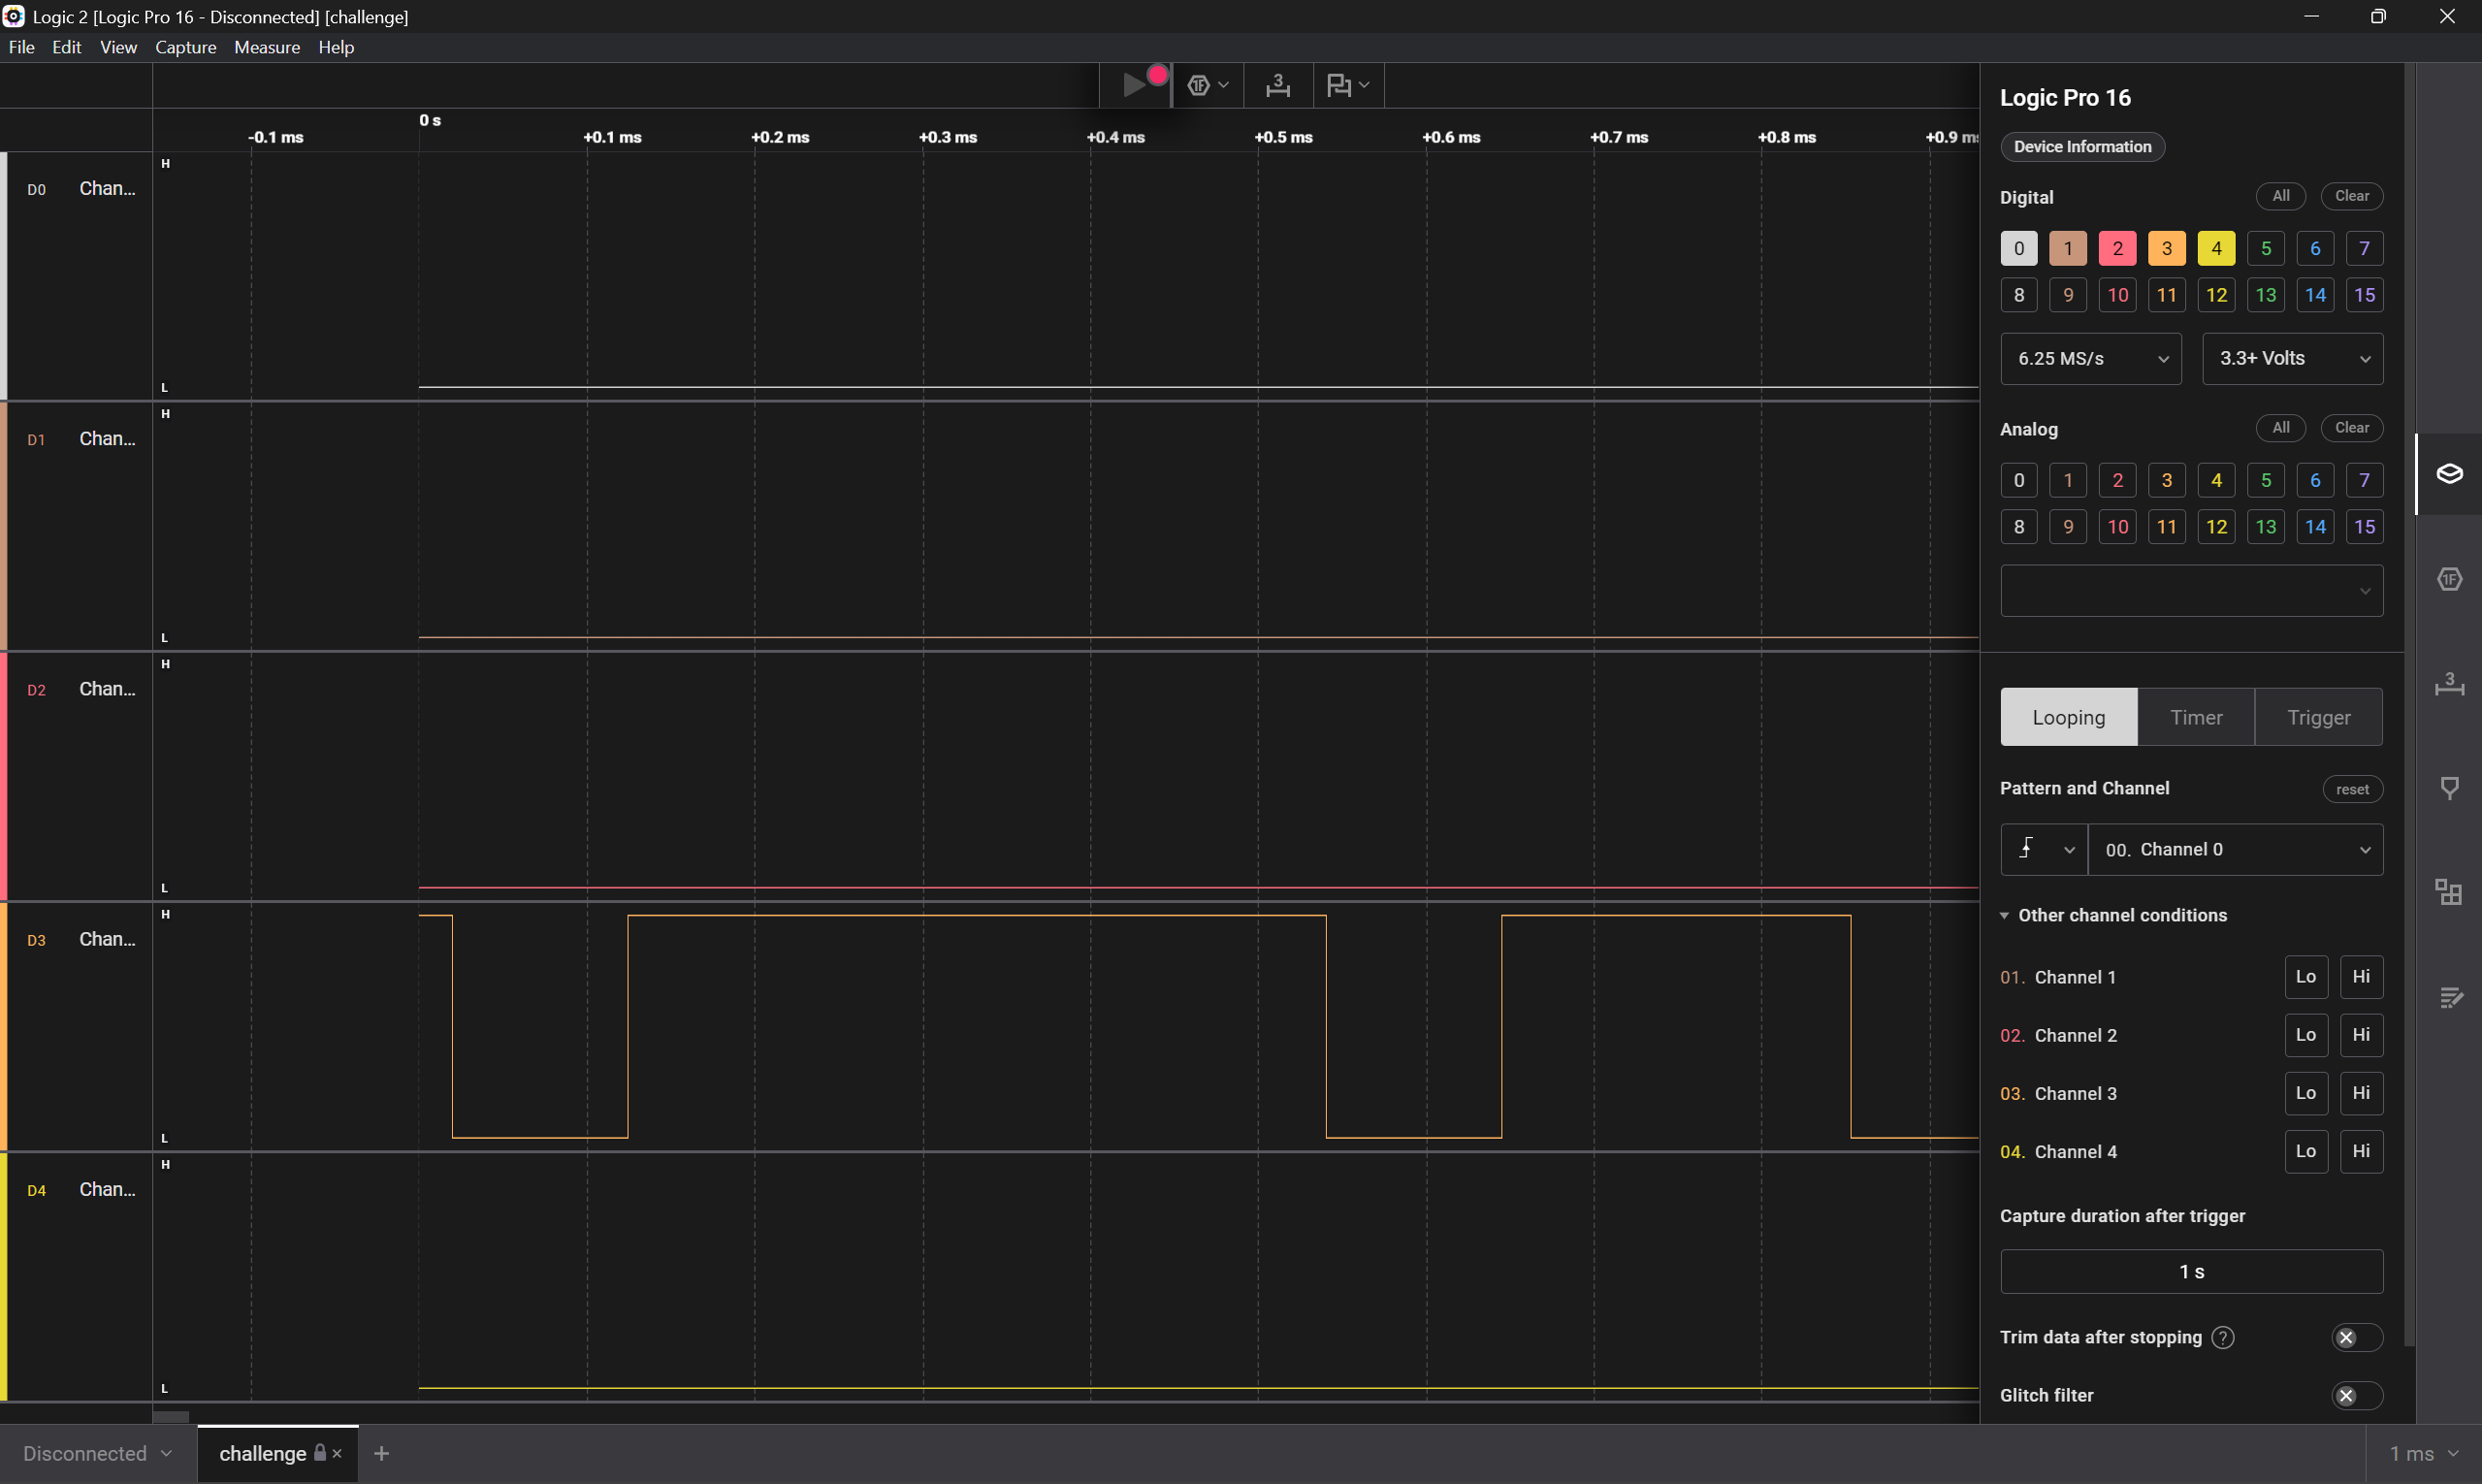 Logic 2 [Logic Pro 16 - Disconnected] [challenge]
File Edit View Capture Measure Help
0 s
-0.1 ms +0.1 ms +0.2 ms +0.3 ms +0.4 ms +0.5 ms +0.6 ms +0.7 ms +0.8 ms +0.9 m
D0 Chan... H
L
D1 Chan... H
L
D2 Chan... H
L
D3 Chan... H
L
D4 Chan... H
L
Logic Pro 16
Device Information
Digital All Clear
0 1 2 3 4 5 6 7
8 9 10 11 12 13 14 15
6.25 MS/s 3.3+ Volts
Analog All Clear
0 1 2 3 4 5 6 7
8 9 10 11 12 13 14 15
Looping Timer Trigger
Pattern and Channel reset
00. Channel 0
Other channel conditions
01. Channel 1 Lo Hi
02. Channel 2 Lo Hi
03. Channel 3 Lo Hi
04. Channel 4 Lo Hi
Capture duration after trigger
1 s
Trim data after stopping ?
Glitch filter
1F
3
1F
3
Disconnected challenge × + 1 ms